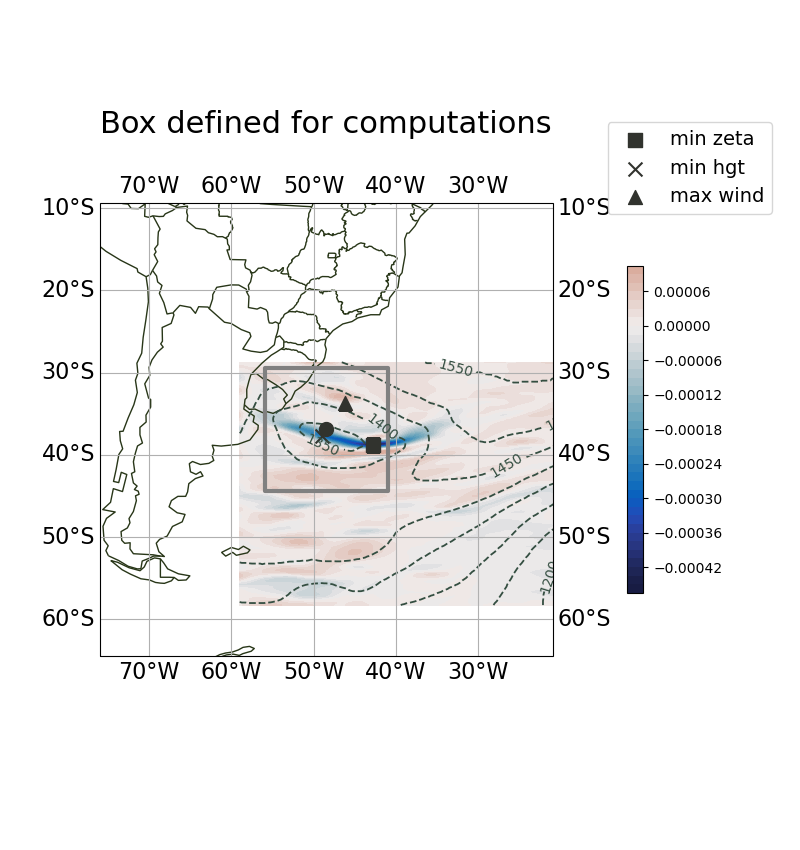 Box defined for computations
min zeta
min hgt
max wind
70°W 60°W 50°W 40°W 30°W
10°S 10°S
20°S 20°S
30°S 30°S
40°S 40°S
50°S 50°S
60°S 60°S
70°W 60°W 50°W 40°W 30°W
1550
1400
1350
1450
1200
0.00006
0.00000
−0.00006
−0.00012
−0.00018
−0.00024
−0.00030
−0.00036
−0.00042